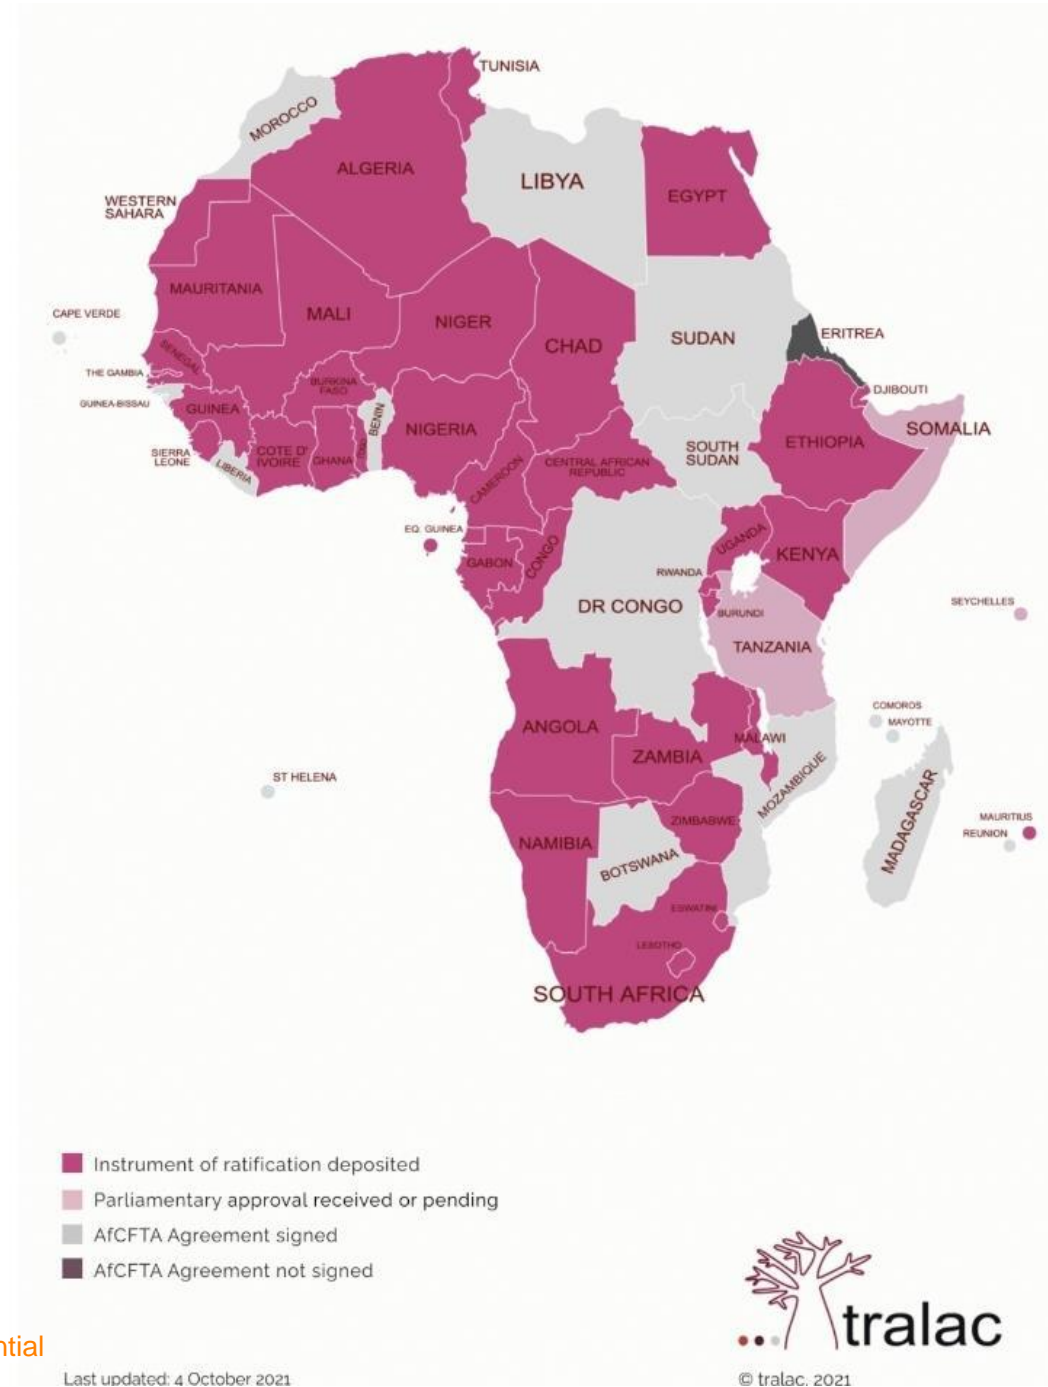 TUNISIA
MOROCCO
ALGERIA
LIBYA
EGYPT
WESTERN
SAHARA
MAURITANIA
MALI
NIGER
CHAD
SUDAN
ERITREA
CAPE VERDE
SENEGAL
THE GAMBIA
GUINEA-BISSAU
GUINEA
BURKINA
FASO
BENIN
TOGO
NIGERIA
DJIBOUTI
SOMALIA
ETHIOPIA
SOUTH
SUDAN
SIERRA
LEONE
LIBERIA
COTE D'
IVOIRE
GHANA
CAMEROON
CENTRAL AFRICAN
REPUBLIC
EQ. GUINEA
GABON
CONGO
UGANDA
KENYA
RWANDA
DR CONGO
BURUNDI
SEYCHELLES
TANZANIA
COMOROS
MAYOTTE
ANGOLA
MALAWI
ZAMBIA
MOZAMBIQUE
ST HELENA
MADAGASCAR
MAURITIUS
REUNION
ZIMBABWE
NAMIBIA
BOTSWANA
ESWATINI
LESOTHO
SOUTH AFRICA
Instrument of ratification deposited
Parliamentary approval received or pending
AfCFTA Agreement signed
AfCFTA Agreement not signed
tralac
ntial
Last updated: 4 October 2021
© tralac, 2021